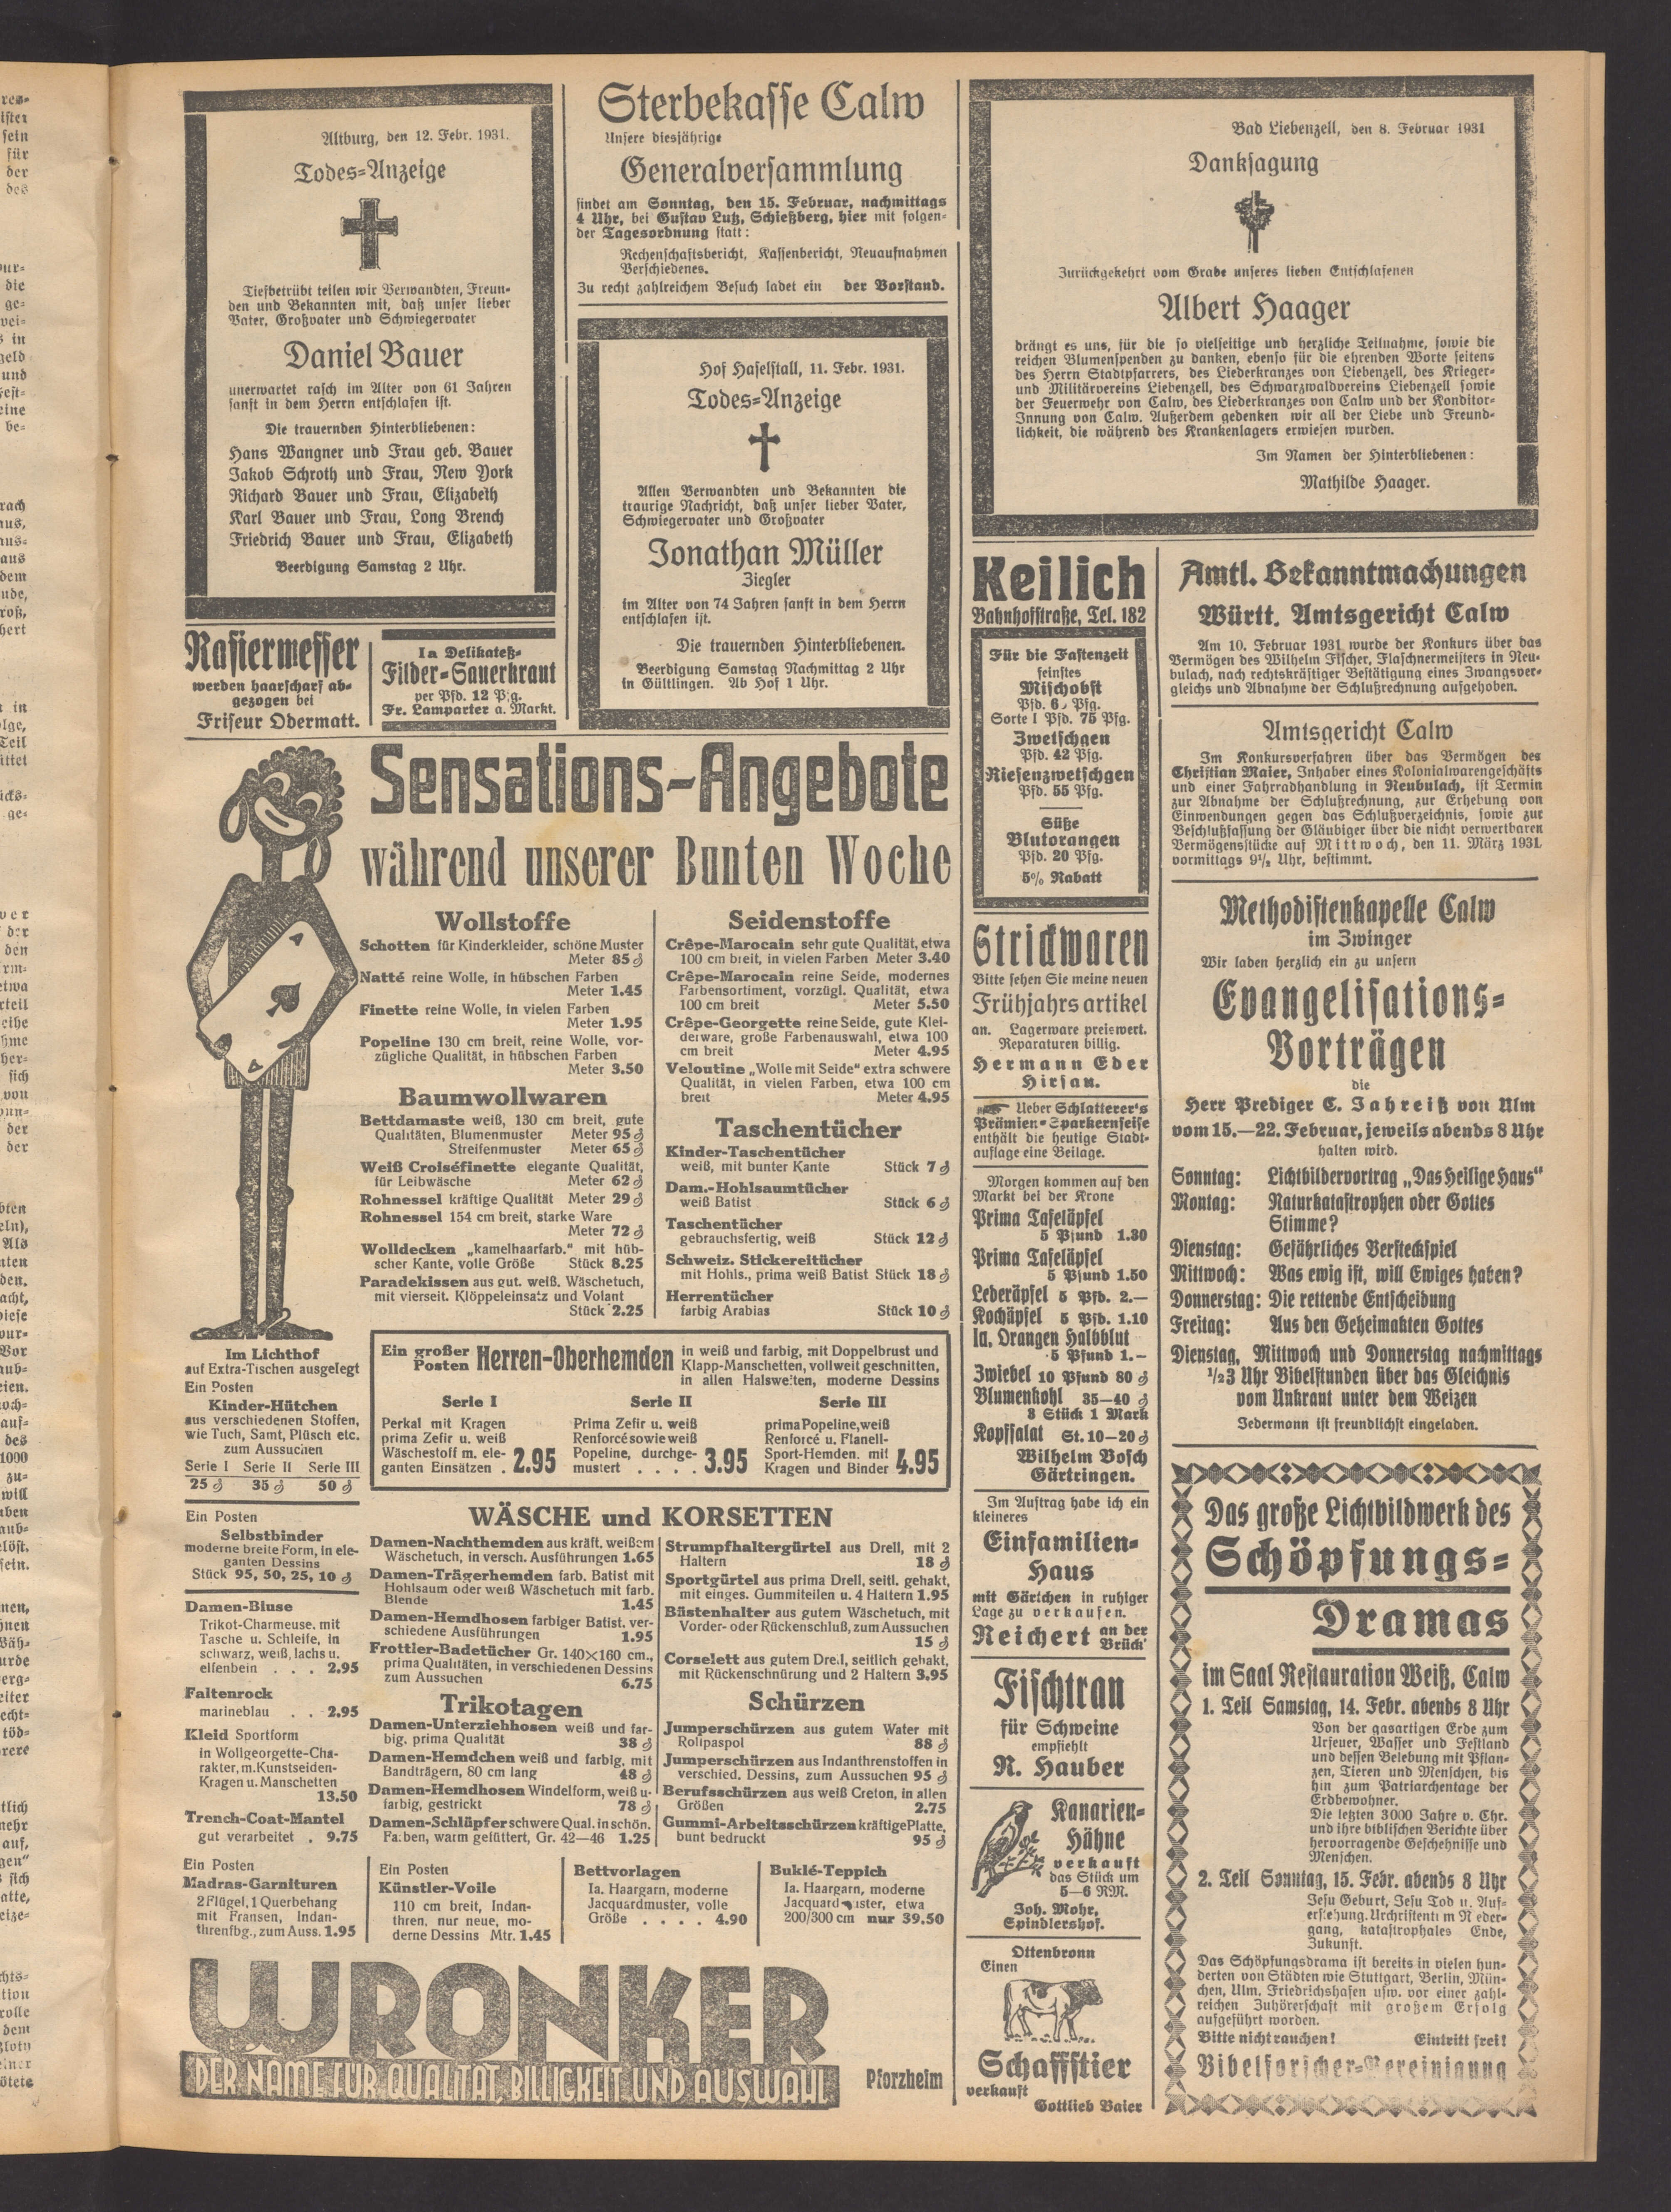 Altburg, den 12. Febr. 1931.
Todes-Anzeige
Tiefbetrübt teilen wir Verwandten, Freun-
den und Bekannten mit, daß unser lieber
Vater, Großvater und Schwiegervater
Daniel Bauer
unerwartet rasch im Alter von 61 Jahren
sanft in dem Herrn entschlafen ist.
Die trauernden Hinterbliebenen:
Hans Wangner und Frau geb. Bauer
Jakob Schroth und Frau, New York
Richard Bauer und Frau, Elizabeth
Karl Bauer und Frau, Long Brench
Friedrich Bauer und Frau, Elizabeth
Beerdigung Samstag 2 Uhr.
Rasiermesser
werden haarscharf ab-
gezogen bei
Friseur Obermatt.
Ia Delikateß-
Filder-Sauerkraut
per Pfd. 12 Pfg.
Fr. Lamparter a. Markt.
Sterbekasse Calw
Unsere diesjährige
Generalversammlung
findet am Sonntag, den 15. Februar, nachmittags
4 Uhr, bei Gustav Lutz, Schießberg, hier mit folgen-
der Tagesordnung statt:
Rechenschaftsbericht, Kassenbericht, Neuaufnahmen
Verschiedenes.
Zu recht zahlreichem Besuch ladet ein der Vorstand.
Hof Haselstall, 11. Febr. 1931.
Todes-Anzeige
Allen Verwandten und Bekannten die
traurige Nachricht, daß unser lieber Vater,
Schwiegervater und Großvater
Jonathan Müller
Ziegler
im Alter von 74 Jahren sanft in dem Herrn
entschlafen ist.
Die trauernden Hinterbliebenen.
Beerdigung Samstag Nachmittag 2 Uhr
in Gültlingen. Ab Hof 1 Uhr.
Bad Liebenzell, den 8. Februar 1931
Danksagung
Zurückgekehrt vom Grabe unseres lieben Entschlafenen
Albert Haager
drängt es uns, für die so vielseitige und herzliche Teilnahme, sowie die
reichen Blumenspenden zu danken, ebenso für die ehrenden Worte seitens
des Herrn Stadtpfarrers, des Liederkranzes von Liebenzell, des Krieger-
und Militärvereins Liebenzell, des Schwarzwaldvereins Liebenzell sowie
der Feuerwehr von Calw, des Liederkranzes von Calw und der Konditor-
Innung von Calw. Außerdem gedenken wir all der Liebe und Freund-
lichkeit, die während des Krankenlagers erwiesen wurden.
Im Namen der Hinterbliebenen:
Mathilde Haager.
Sensations-Angebote
während unserer Bunten Woche
Wollstoffe
Schotten für Kinderkleider, schöne Muster
Meter 85 ₰
Natté reine Wolle, in hübschen Farben
Meter 1.45
Finette reine Wolle, in vielen Farben
Meter 1.95
Popeline 130 cm breit, reine Wolle, vor-
zügliche Qualität, in hübschen Farben
Meter 3.50
Baumwollwaren
Bettdamaste weiß, 130 cm breit, gute
Qualitäten, Blumenmuster Meter 95 ₰
Streifenmuster Meter 65 ₰
Weiß Croiséfinette elegante Qualität,
für Leibwäsche Meter 62 ₰
Rohnessel kräftige Qualität Meter 29 ₰
Rohnessel 154 cm breit, starke Ware
Meter 72 ₰
Wolldecken „kamelhaarfarb.“ mit hüb-
scher Kante, volle Größe Stück 8.25
Paradekissen aus gut. weiß. Wäschetuch,
mit vierseit. Klöppeleinsatz und Volant
Stück 2.25
Seidenstoffe
Crêpe-Marocain sehr gute Qualität, etwa
100 cm breit, in vielen Farben Meter 3.40
Crêpe-Marocain reine Seide, modernes
Farbensortiment, vorzügl. Qualität, etwa
100 cm breit Meter 5.50
Crêpe-Georgette reine Seide, gute Klei-
derware, große Farbenauswahl, etwa 100
cm breit Meter 4.95
Veloutine „Wolle mit Seide“ extra schwere
Qualität, in vielen Farben, etwa 100 cm
breit Meter 4.95
Taschentücher
Kinder-Taschentücher
weiß, mit bunter Kante Stück 7 ₰
Dam.-Hohlsaumtücher
weiß Batist Stück 6 ₰
Taschentücher
gebrauchsfertig, weiß Stück 12 ₰
Schweiz. Stickereitücher
mit Hohls., prima weiß Batist Stück 18 ₰
Herrentücher
farbig Arabias Stück 10 ₰
Im Lichthof
auf Extra-Tischen ausgelegt
Ein Posten
Kinder-Hütchen
aus verschiedenen Stoffen,
wie Tuch, Samt, Plüsch etc.
zum Aussuchen
Serie I Serie II Serie III
25 ₰ 35 ₰ 50 ₰
Ein Posten
Selbstbinder
moderne breite Form, in ele-
ganten Dessins
Stück 95, 50, 25, 10 ₰
Damen-Bluse
Trikot-Charmeuse, mit
Tasche u. Schleife, in
schwarz, weiß, lachs u.
elfenbein . . . 2.95
Faltenrock
marineblau . . 2.95
Kleid Sportform
in Wollgeorgette-Cha-
rakter, m. Kunstseiden-
Kragen u. Manschetten
13.50
Trench-Coat-Mantel
gut verarbeitet . 9.75
Ein großer
Posten Herren-Oberhemden in weiß und farbig, mit Doppelbrust und
Klapp-Manschetten, vollweit geschnitten,
in allen Halsweiten, moderne Dessins
Serie I
Perkal mit Kragen
prima Zefir u. weiß
Wäschestoff m. ele-
ganten Einsätzen . 2.95
Serie II
Prima Zefir u. weiß
Renforcé sowie weiß
Popeline, durchge-
mustert . . . . 3.95
Serie III
prima Popeline, weiß
Renforcé u. Flanell-
Sport-Hemden, mit
Kragen und Binder 4.95
WÄSCHE und KORSETTEN
Damen-Nachthemden aus kräft. weißem
Wäschetuch, in versch. Ausführungen 1.65
Damen-Trägerhemden farb. Batist mit
Hohlsaum oder weiß Wäschetuch mit farb.
Blende 1.45
Damen-Hemdhosen farbiger Batist, ver-
schiedene Ausführungen 1.95
Frottier-Badetücher Gr. 140×160 cm.,
prima Qualitäten, in verschiedenen Dessins
zum Aussuchen 6.75
Trikotagen
Damen-Unterziehhosen weiß und far-
big, prima Qualität 38 ₰
Damen-Hemdchen weiß und farbig, mit
Bandträgern, 80 cm lang 48 ₰
Damen-Hemdhosen Windelform, weiß u.
farbig, gestrickt 78 ₰
Damen-Schlüpfer schwere Qual. in schön.
Farben, warm gefüttert, Gr. 42—46 1.25
Strumpfhaltergürtel aus Drell, mit 2
Haltern 18 ₰
Sportgürtel aus prima Drell, seitl. gehakt,
mit einges. Gummiteilen u. 4 Haltern 1.95
Büstenhalter aus gutem Wäschetuch, mit
Vorder- oder Rückenschluß, zum Aussuchen
15 ₰
Corselett aus gutem Drell, seitlich gehakt,
mit Rückenschnürung und 2 Haltern 3.95
Schürzen
Jumperschürzen aus gutem Water mit
Rollpaspol 88 ₰
Jumperschürzen aus Indanthrenstoffen in
verschied. Dessins, zum Aussuchen 95 ₰
Berufsschürzen aus weiß Creton, in allen
Größen 2.75
Gummi-Arbeitsschürzen kräftige Platte,
bunt bedruckt 95 ₰
Ein Posten
Madras-Garnituren
2 Flügel, 1 Querbehang
mit Fransen, Indan-
threnfbg., zum Auss. 1.95
Ein Posten
Künstler-Voile
110 cm breit, Indan-
thren, nur neue, mo-
derne Dessins Mtr. 1.45
Bettvorlagen
Ia. Haargarn, moderne
Jacquardmuster, volle
Größe . . . . 4.90
Buklé-Teppich
Ia. Haargarn, moderne
Jacquard etwa
200/300 cm nur 39.50
WRONKER
DER NAME FÜR QUALITÄT, BILLIGKEIT UND AUSWAHL
Pforzheim
Keilich
Bahnhofstraße, Tel. 182
Für die Fastenzeit
feinstes
Mischobst
Pfd. Pfg.
Sorte I Pfd. 75 Pfg.
Zwetschgen
Pfd. 42 Pfg.
Riesenzwetschgen
Pfd. 55 Pfg.
Süße
Blutorangen
Pfd. 20 Pfg.
5% Rabatt
Strickwaren
Bitte sehen Sie meine neuen
Frühjahrsartikel
an. Lagerware preiswert.
Reparaturen billig.
Hermann Eder
Hirsau.
Ueber Schlatterer's
Prämien-Sparkernseife
enthält die heutige Stadt-
auflage eine Beilage.
Morgen kommen auf den
Markt bei der Krone
Prima Tafeläpfel
5 Pfund 1.30
Prima Tafeläpfel
5 Pfund 1.50
Lederäpfel 5 Pfd. 2.—
Kochäpfel 5 Pfd. 1.10
Ia. Orangen Halbblut
5 Pfund 1.—
Zwiebel 10 Pfund 80 ₰
Blumenkohl 35—40 ₰
3 Stück 1 Mark
Kopfsalat St. 10—20 ₰
Wilhelm Bosch
Gärtringen.
Im Auftrag habe ich ein
kleineres
Einfamilien-
Haus
mit Gärtchen in ruhiger
Lage zu verkaufen.
Reichert an der
Brück'
Fischtran
für Schweine
empfiehlt
R. Hauber
Kanarien-
Hähne
verkauft
das Stück um
5—6 RM.
Joh. Mohr,
Spindlershof.
Ottenbronn
Einen
Schaffstier
verkauft
Gottlieb Baier
Amtl. Bekanntmachungen
Württ. Amtsgericht Calw
Am 10. Februar 1931 wurde der Konkurs über das
Vermögen des Wilhelm Fischer, Flaschnermeisters in Neu-
bulach, nach rechtskräftiger Bestätigung eines Zwangsver-
gleichs und Abnahme der Schlußrechnung aufgehoben.
Amtsgericht Calw
Im Konkursverfahren über das Vermögen des
Christian Maier, Inhaber eines Kolonialwarengeschäfts
und einer Fahrradhandlung in Neubulach, ist Termin
zur Abnahme der Schlußrechnung, zur Erhebung von
Einwendungen gegen das Schlußverzeichnis, sowie zur
Beschlußfassung der Gläubiger über die nicht verwertbaren
Vermögensstücke auf Mittwoch, den 11. März 1931
vormittags 9½ Uhr, bestimmt.
Methodistenkapelle Calw
im Zwinger
Wir laden herzlich ein zu unsern
Evangelisations-
Vorträgen
die
Herr Prediger C. Jahreiß von Ulm
vom 15.—22. Februar, jeweils abends 8 Uhr
halten wird.
Sonntag: Lichtbildervortrag „Das Heilige Haus“
Montag: Naturkatastrophen oder Gottes
Stimme?
Dienstag: Gefährliches Versteckspiel
Mittwoch: Was ewig ist, will Ewiges haben?
Donnerstag: Die rettende Entscheidung
Freitag: Aus den Geheimakten Gottes
Dienstag, Mittwoch und Donnerstag nachmittags
½3 Uhr Bibelstunden über das Gleichnis
vom Unkraut unter dem Weizen
Jedermann ist freundlichst eingeladen.
Das große Lichtbildwerk des
Schöpfungs-
Dramas
im Saal Restauration Weiß, Calw
1. Teil Samstag, 14. Febr. abends 8 Uhr
Von der gasartigen Erde zum
Urfeuer, Wasser und Festland
und dessen Belebung mit Pflan-
zen, Tieren und Menschen, bis
hin zum Patriarchentage der
Erdbewohner.
Die letzten 3000 Jahre v. Chr.
und ihre biblischen Berichte über
hervorragende Geschehnisse und
Menschen.
2. Teil Sonntag, 15. Febr. abends 8 Uhr
Jesu Geburt, Jesu Tod u. Auf-
erstehung. Urchristentum Nieder-
gang, katastrophales Ende,
Zukunft.
Das Schöpfungsdrama ist bereits in vielen hun-
derten von Städten wie Stuttgart, Berlin, Mün-
chen, Ulm, Friedrichshafen usw. vor einer zahl-
reichen Zuhörerschaft mit großem Erfolg
aufgeführt worden.
Bitte nicht rauchen! Eintritt frei!
Bibelforscher-Vereinigung